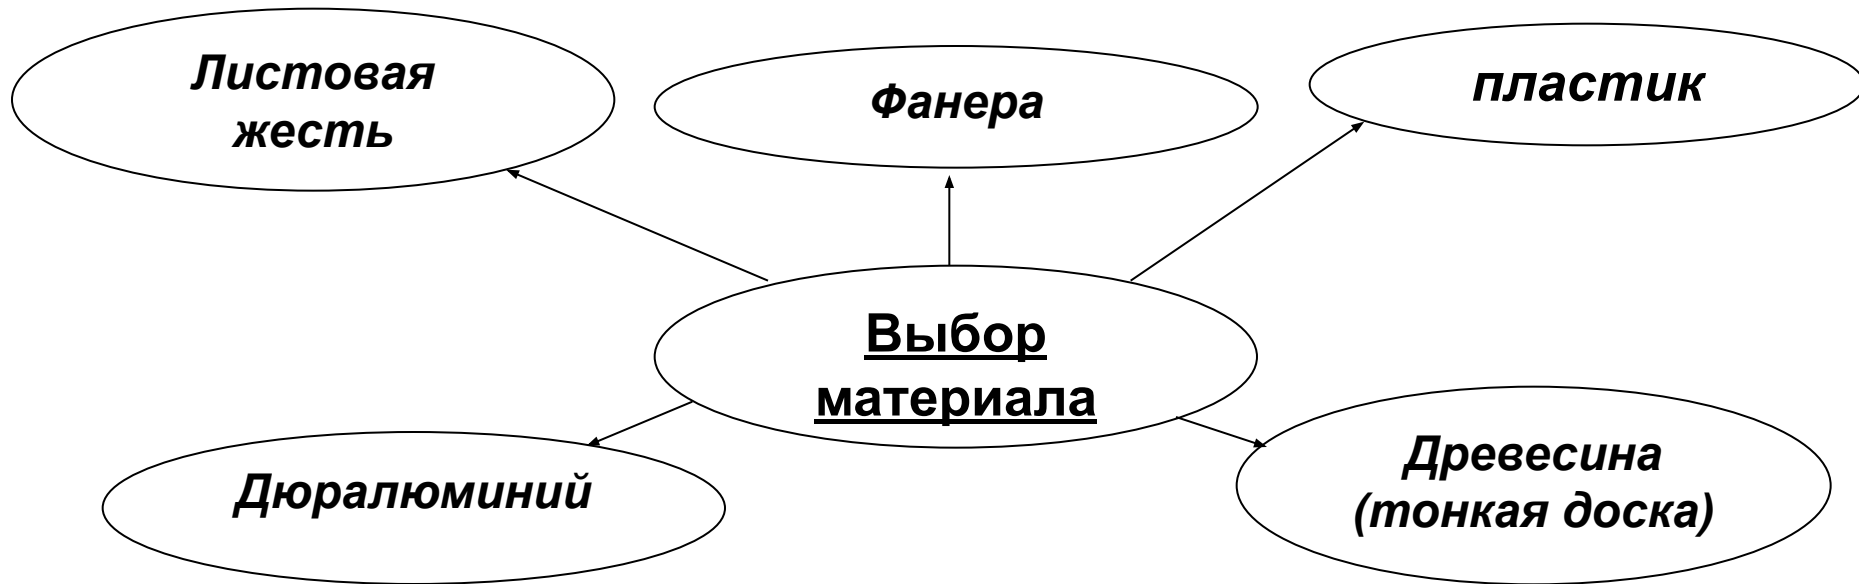 Листовая
жесть
Фанера
пластик
Выбор
материала
Дюралюминий
Древесина
(тонкая доска)